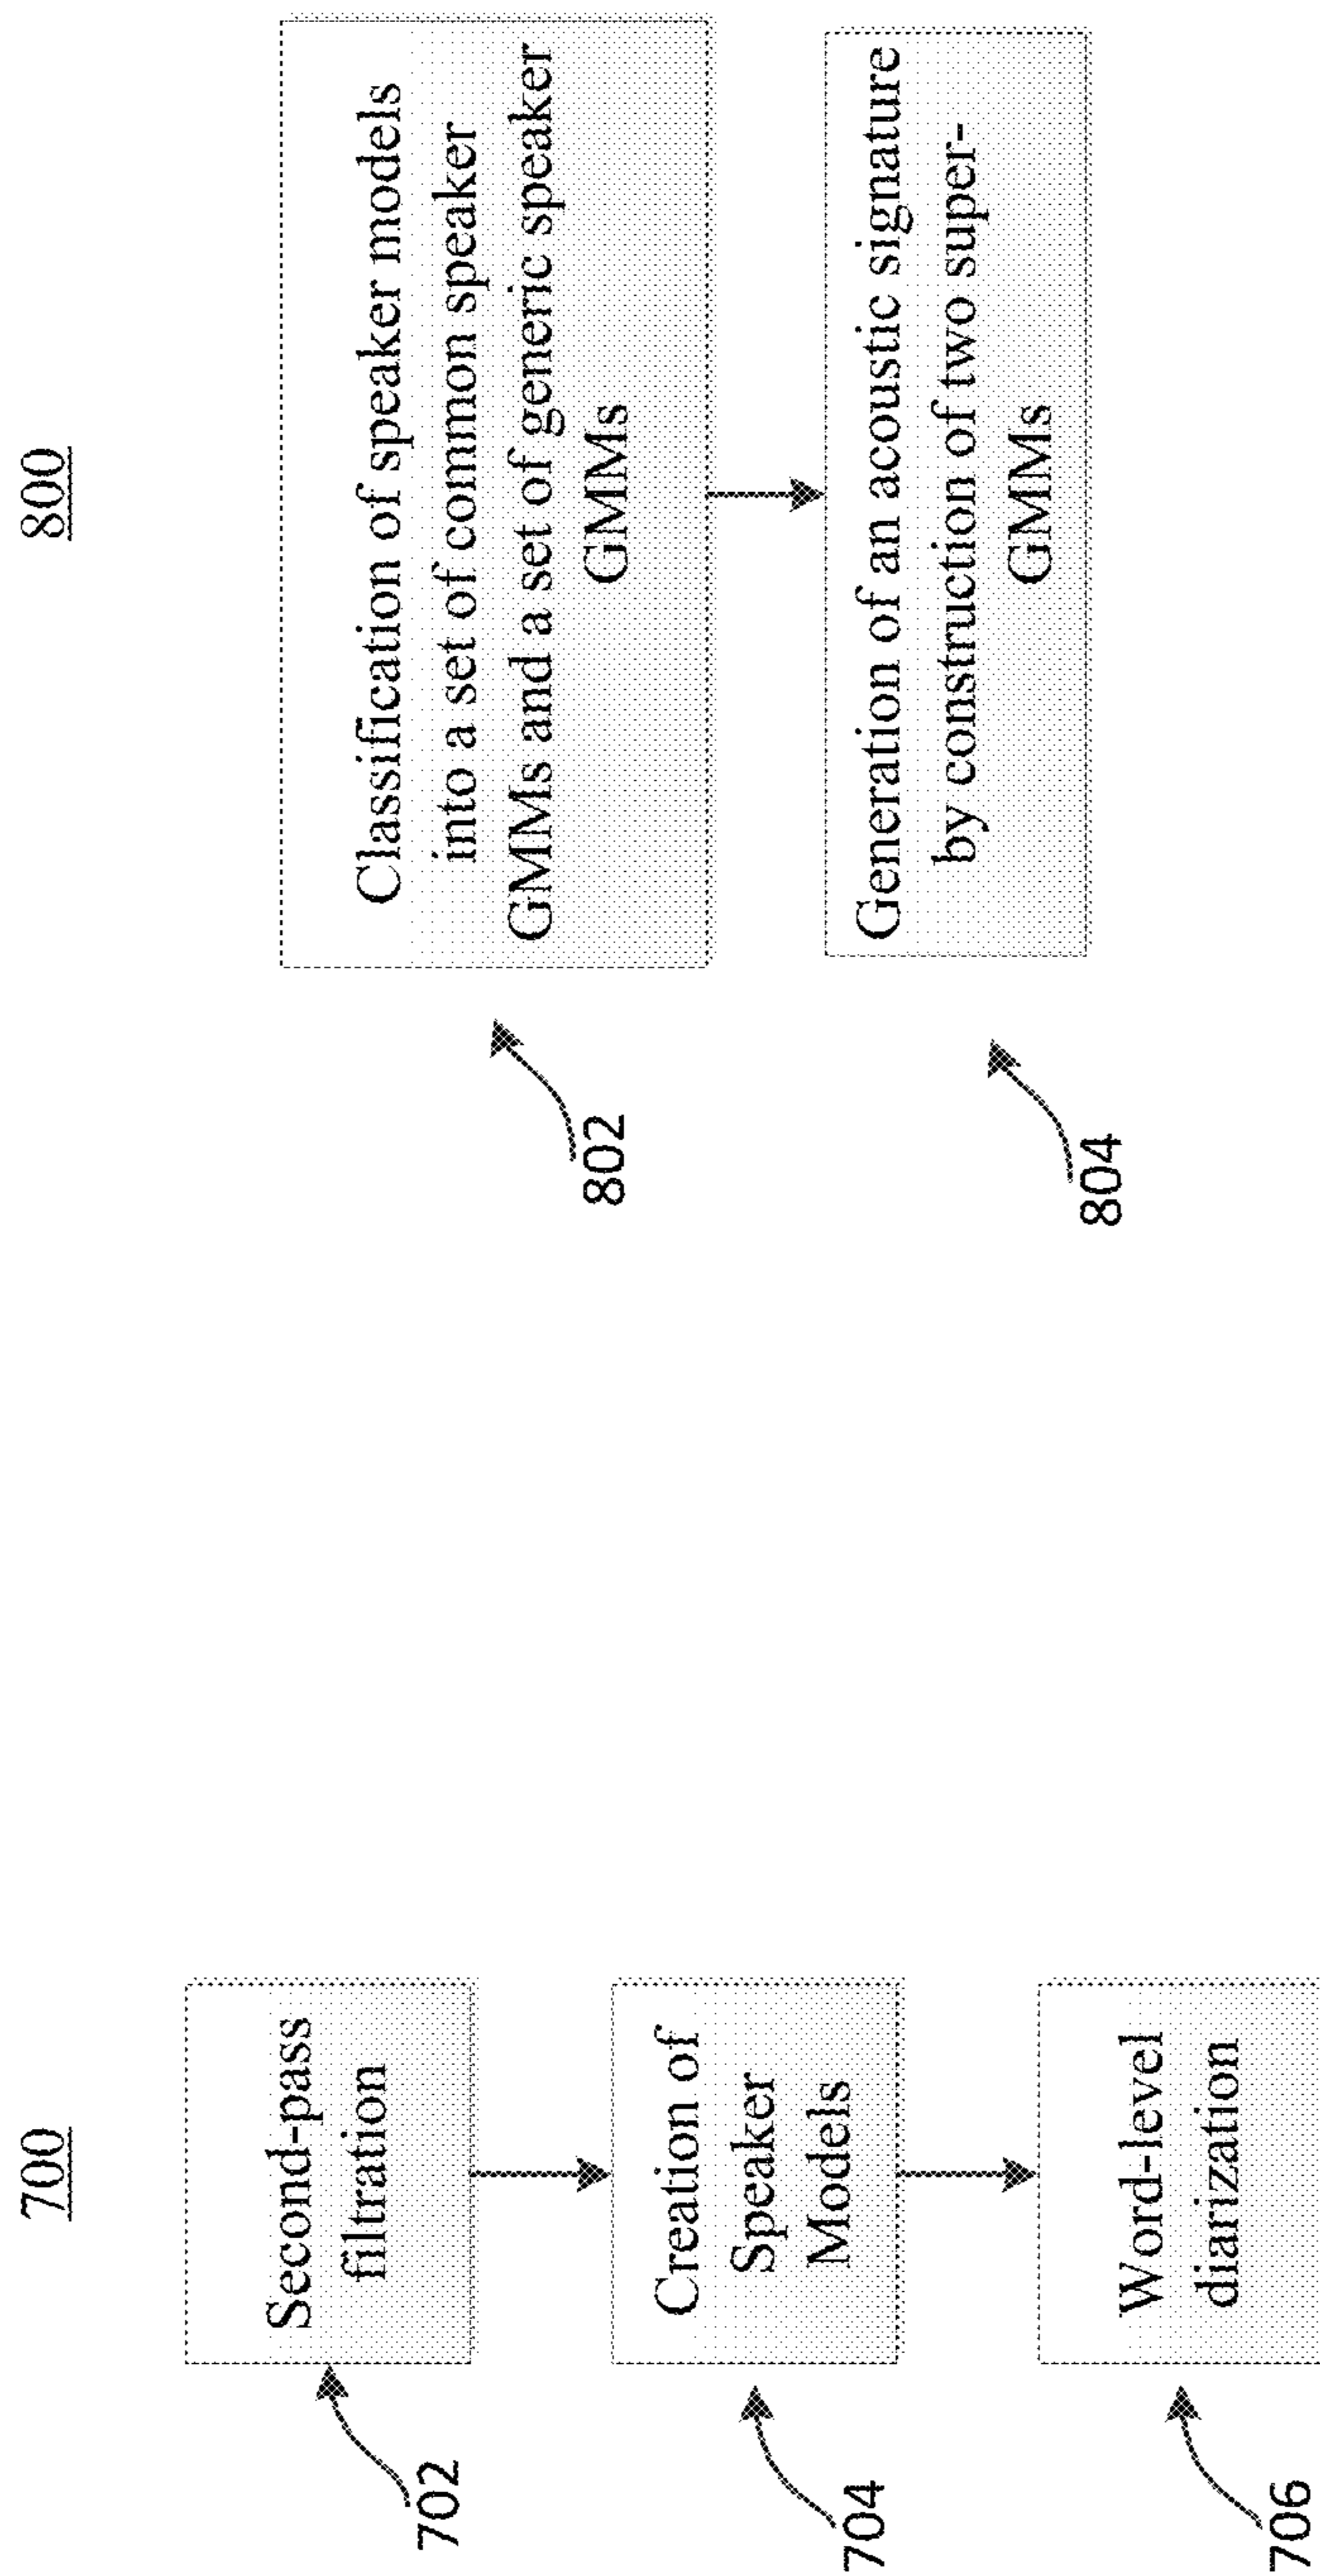 700
Second-pass
filtration
702
Creation of
Speaker
Models
704
Word-level
diarization
706
800
Classification of speaker models
into a set of common speaker
GMMs and a set of generic speaker
GMMs
802
Generation of an acoustic signature
by construction of two super-
GMMs
804